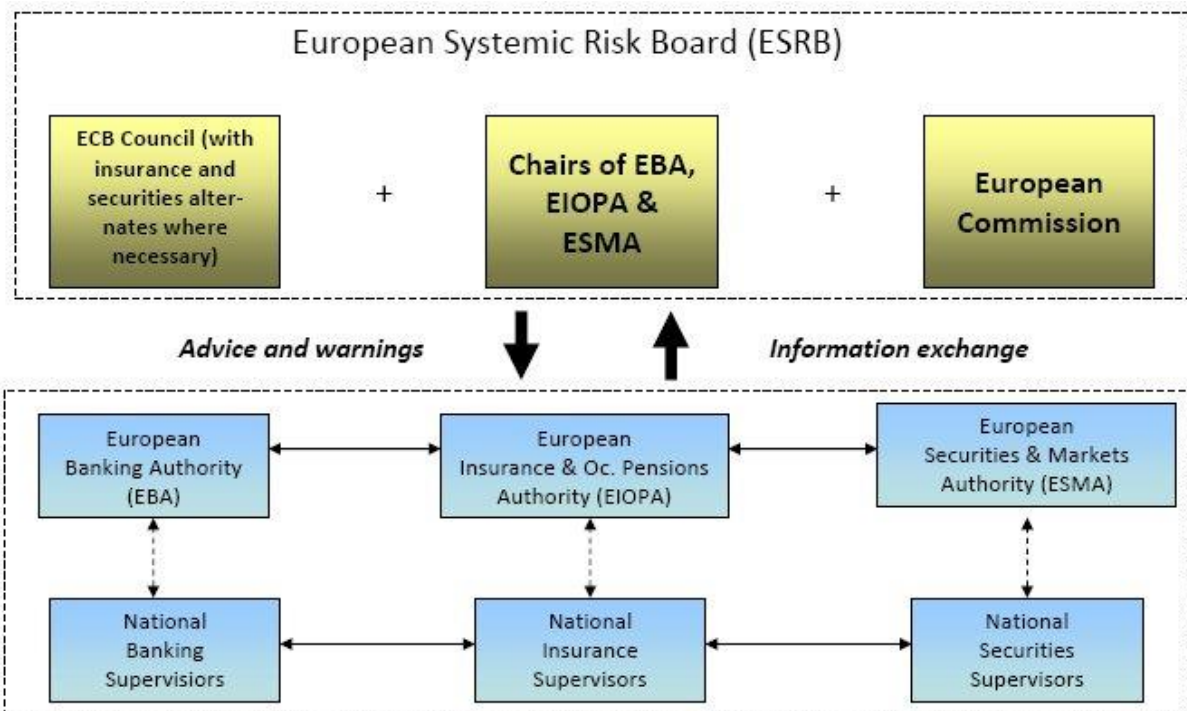 European Systemic Risk Board (ESRB)
ECB Council (with
insurance and
securities alter-
nates where
necessary)
+
Chairs of EBA,
EIOPA &
ESMA
+
European
Commission
Advice and warnings
Information exchange
European
Banking Authority
(EBA)
European
Insurance & Oc. Pensions
Authority (EIOPA)
European
Securities & Markets
Authority (ESMA)
National
Banking
Supervisiors
National
Insurance
Supervisors
National
Securities
Supervisors